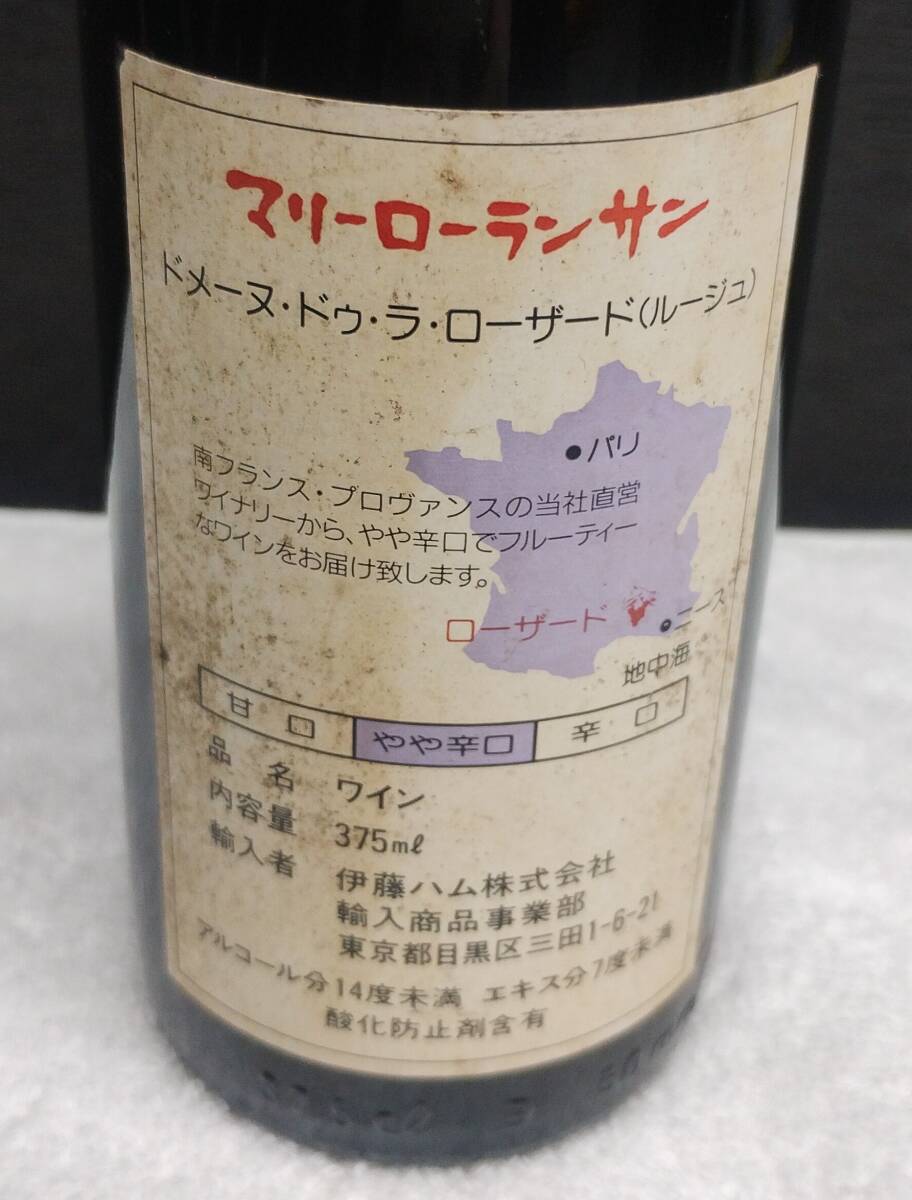 マリーローランサン
ドメーヌ・ドゥ・ラ・ローザード(ルージュ)
パリ
南フランス・プロヴァンスの当社直営
ワイナリーから、やや辛口でフルーティー
なワインをお届け致します。
ローザード
ニース
地中海
甘口 やや辛口 辛口
品名 ワイン
内容量 375ml
輸入者 伊藤ハム株式会社
輸入商品事業部
東京都目黒区三田1-6-21
アルコール分14度未満 エキス分7度未満
酸化防止剤含有